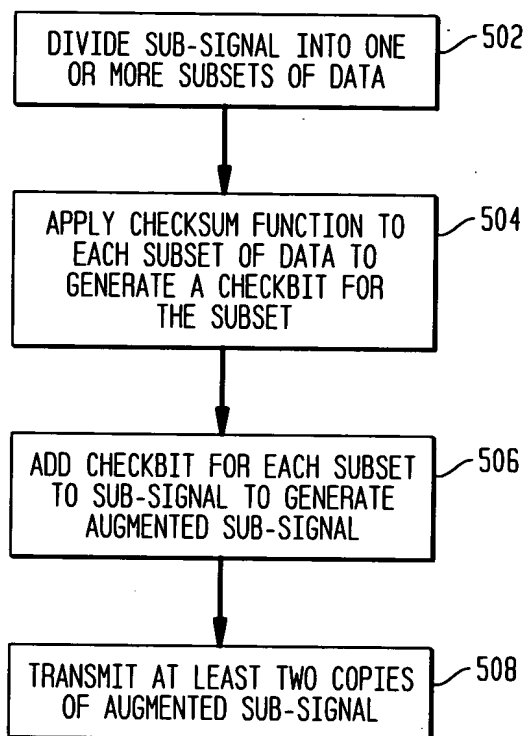 DIVIDE SUB-SIGNAL INTO ONE
OR MORE SUBSETS OF DATA
502
APPLY CHECKSUM FUNCTION TO
EACH SUBSET OF DATA TO
GENERATE A CHECKBIT FOR
THE SUBSET
504
ADD CHECKBIT FOR EACH SUBSET
TO SUB-SIGNAL TO GENERATE
AUGMENTED SUB-SIGNAL
506
TRANSMIT AT LEAST TWO COPIES
OF AUGMENTED SUB-SIGNAL
508